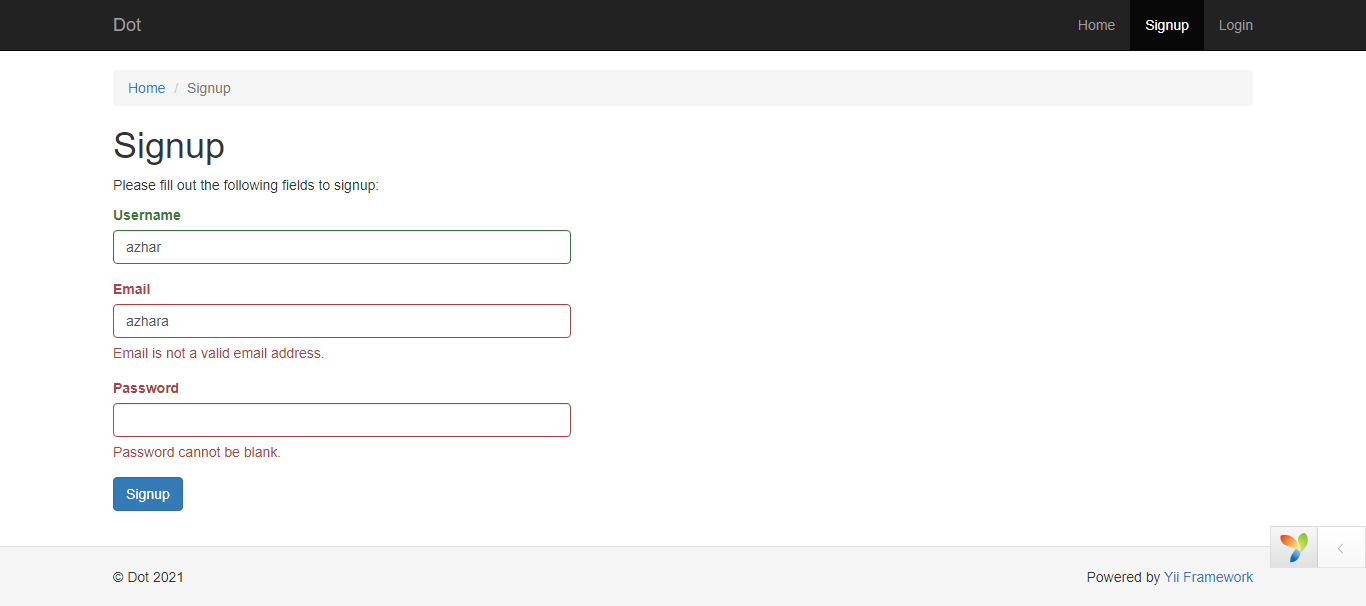 Dot Home Signup Login
Home / Signup
Signup
Please fill out the following fields to signup:
Username
azhar
Email
azhara
Email is not a valid email address.
Password
Password cannot be blank.
Signup
© Dot 2021 Powered by Yii Framework